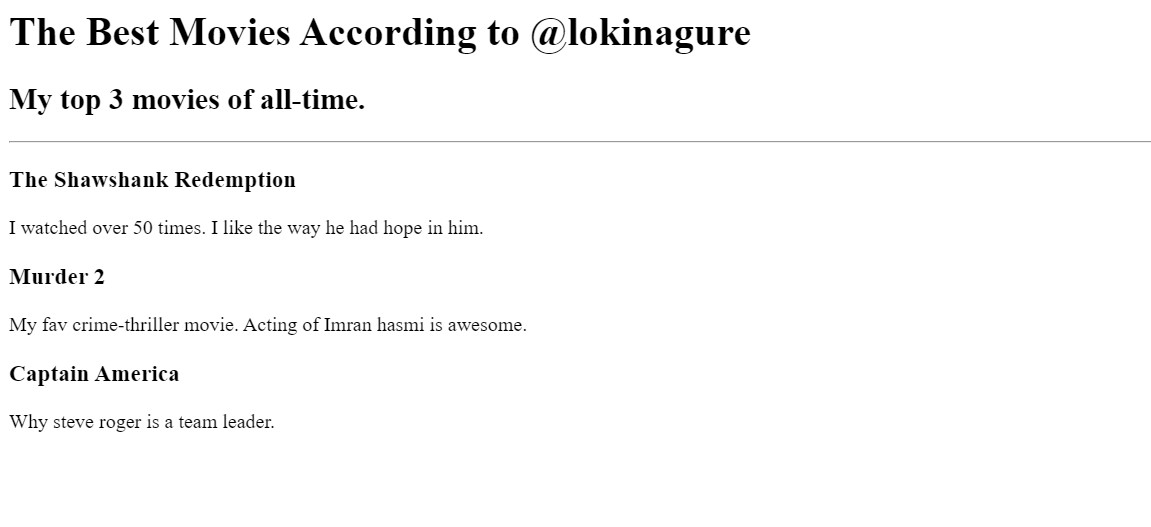 The Best Movies According to @lokinagure
My top 3 movies of all-time.
The Shawshank Redemption
I watched over 50 times. I like the way he had hope in him.
Murder 2
My fav crime-thriller movie. Acting of Imran hasmi is awesome.
Captain America
Why steve roger is a team leader.